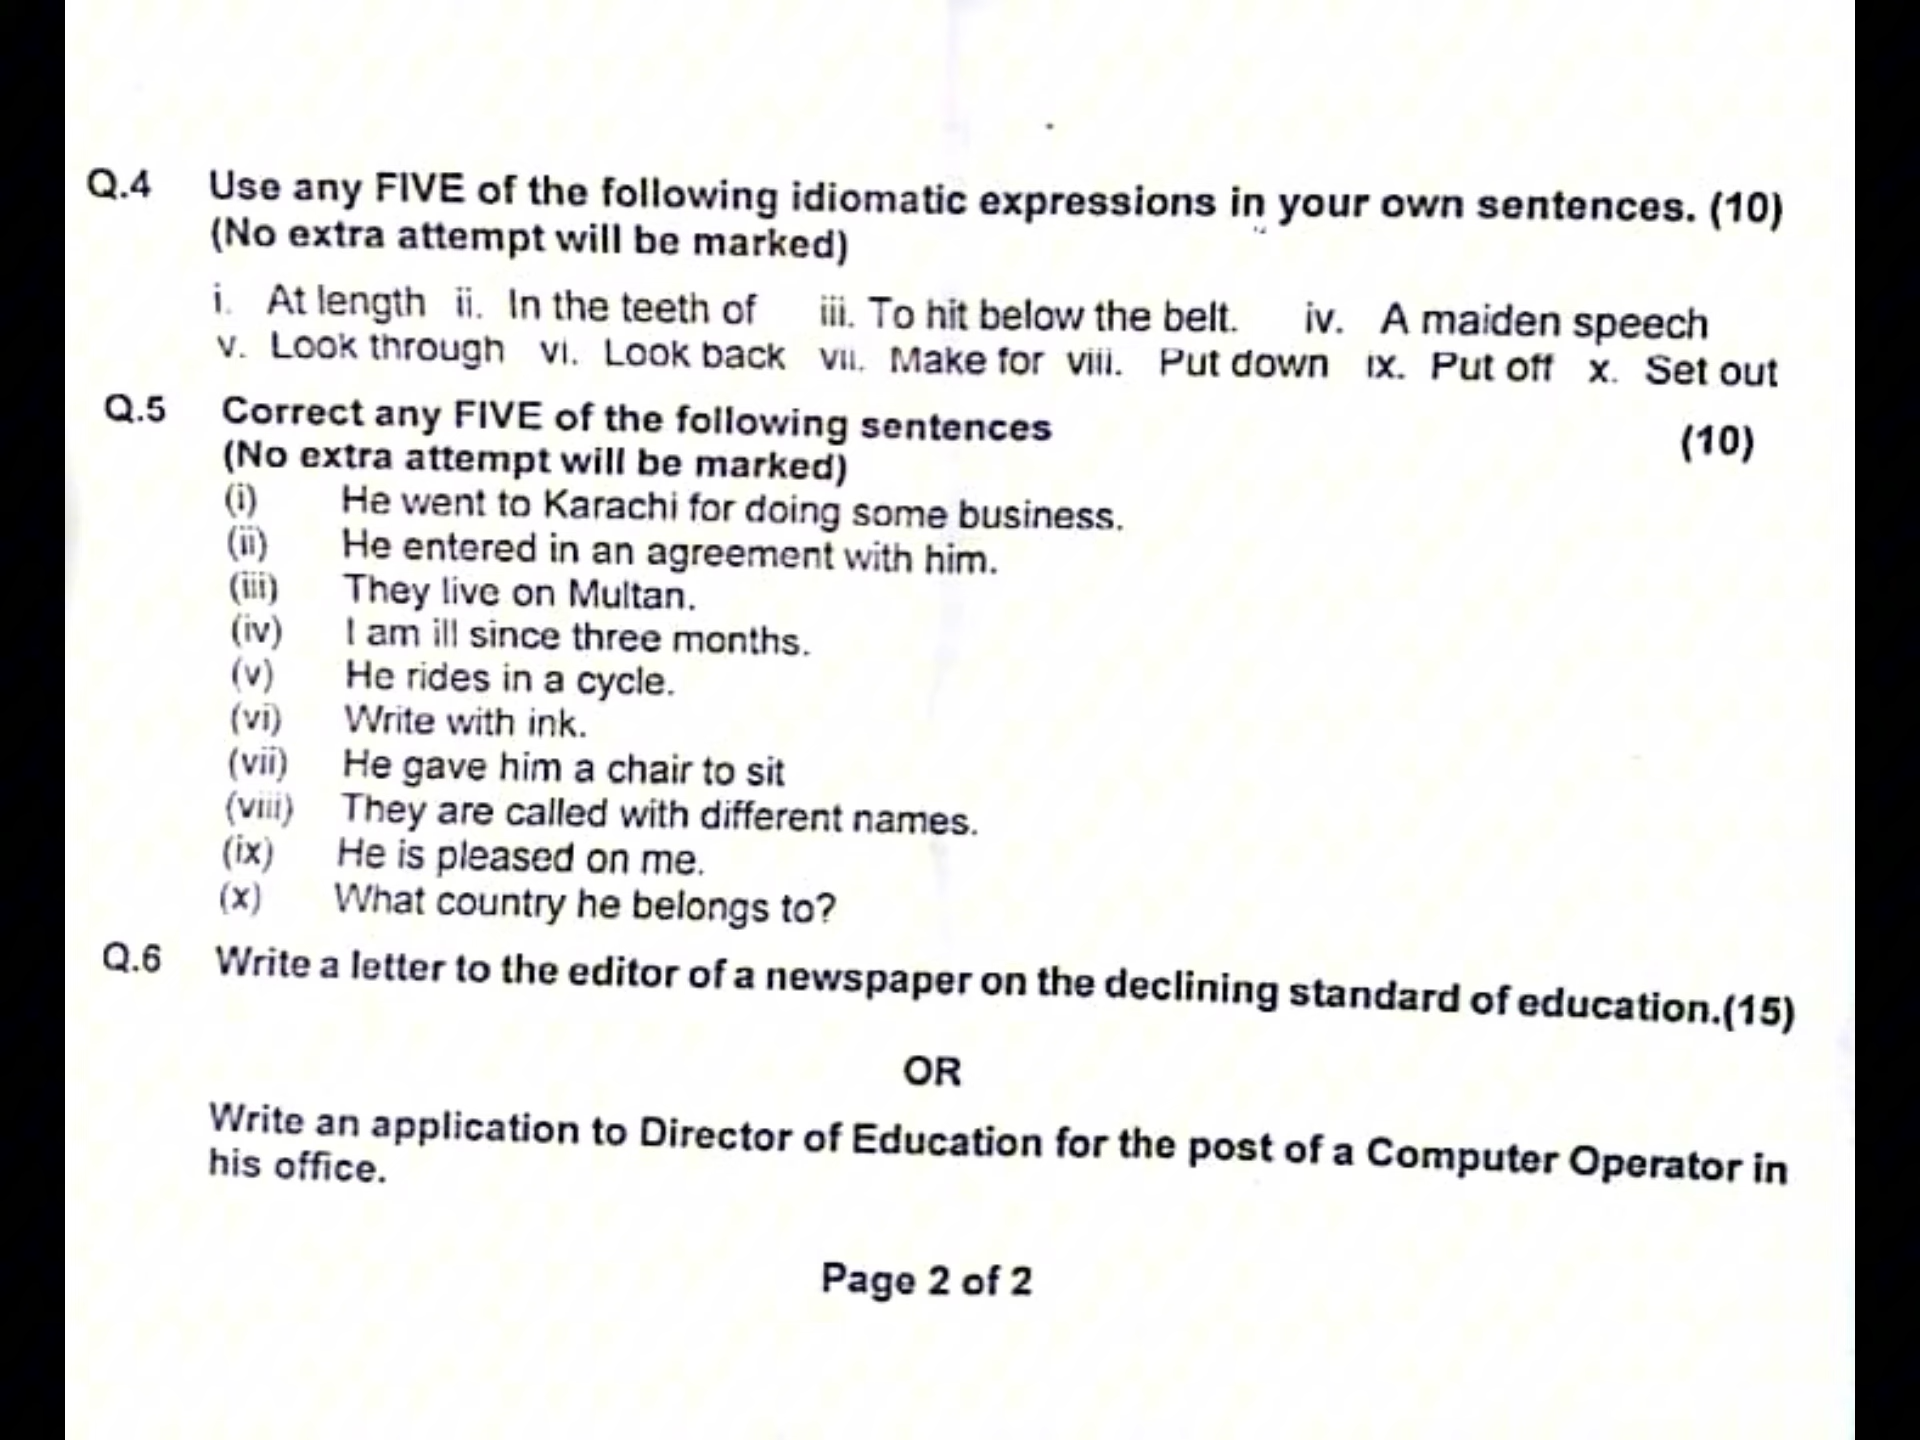 Q.4 Use any FIVE of the following idiomatic expressions in your own sentences. (10)
(No extra attempt will be marked)
i. At length ii. In the teeth of iii. To hit below the belt. iv. A maiden speech
v. Look through vi. Look back vii. Make for viii. Put down ix. Put off x. Set out
Q.5 Correct any FIVE of the following sentences (10)
(No extra attempt will be marked)
(i) He went to Karachi for doing some business.
(ii) He entered in an agreement with him.
(iii) They live on Multan.
(iv) I am ill since three months.
(v) He rides in a cycle.
(vi) Write with ink.
(vii) He gave him a chair to sit
(viii) They are called with different names.
(ix) He is pleased on me.
(x) What country he belongs to?
Q.6 Write a letter to the editor of a newspaper on the declining standard of education.(15)
OR
Write an application to Director of Education for the post of a Computer Operator in
his office.
Page 2 of 2